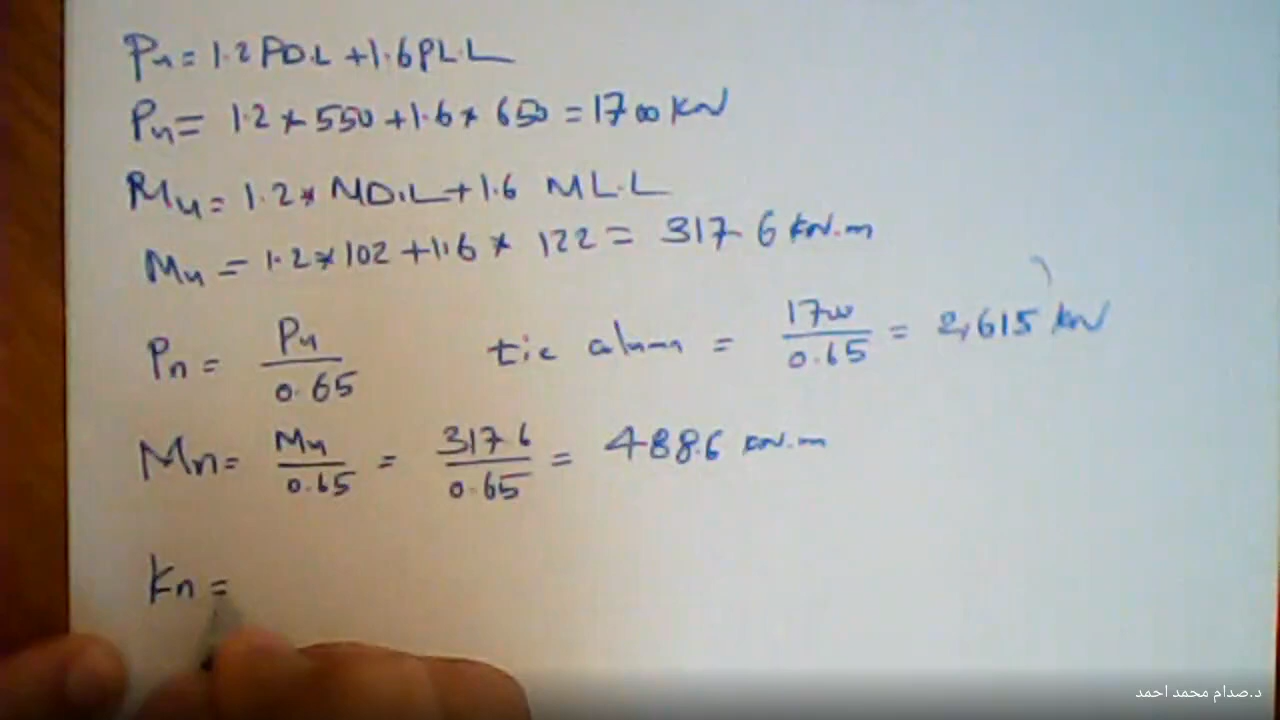 Pu = 1.2 PD.L + 1.6 PL.L
Pu = 1.2 * 550 + 1.6 * 650 = 1700 kN
Mu = 1.2 * MD.L + 1.6 ML.L
Mu = 1.2 * 102 + 1.6 * 122 = 317.6 kN.m
Pn = Pu / 0.65 tie column = 1700 / 0.65 = 2,615 kN
Mn = Mu / 0.65 = 317.6 / 0.65 = 488.6 kN.m
Kn =
د.صدام محمد احمد